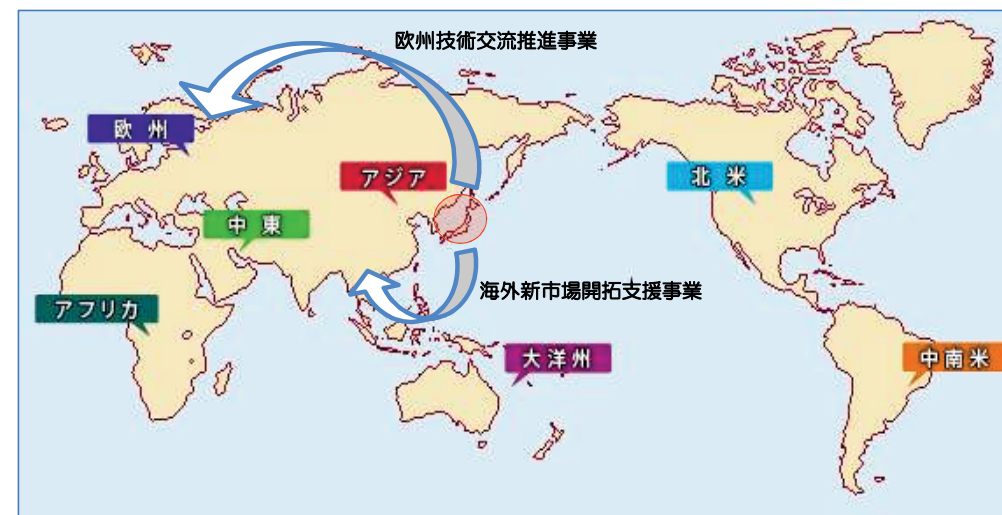 欧州技術交流推進事業
欧州
アジア
北米
中東
海外新市場開拓支援事業
アフリカ
大洋州
中南米